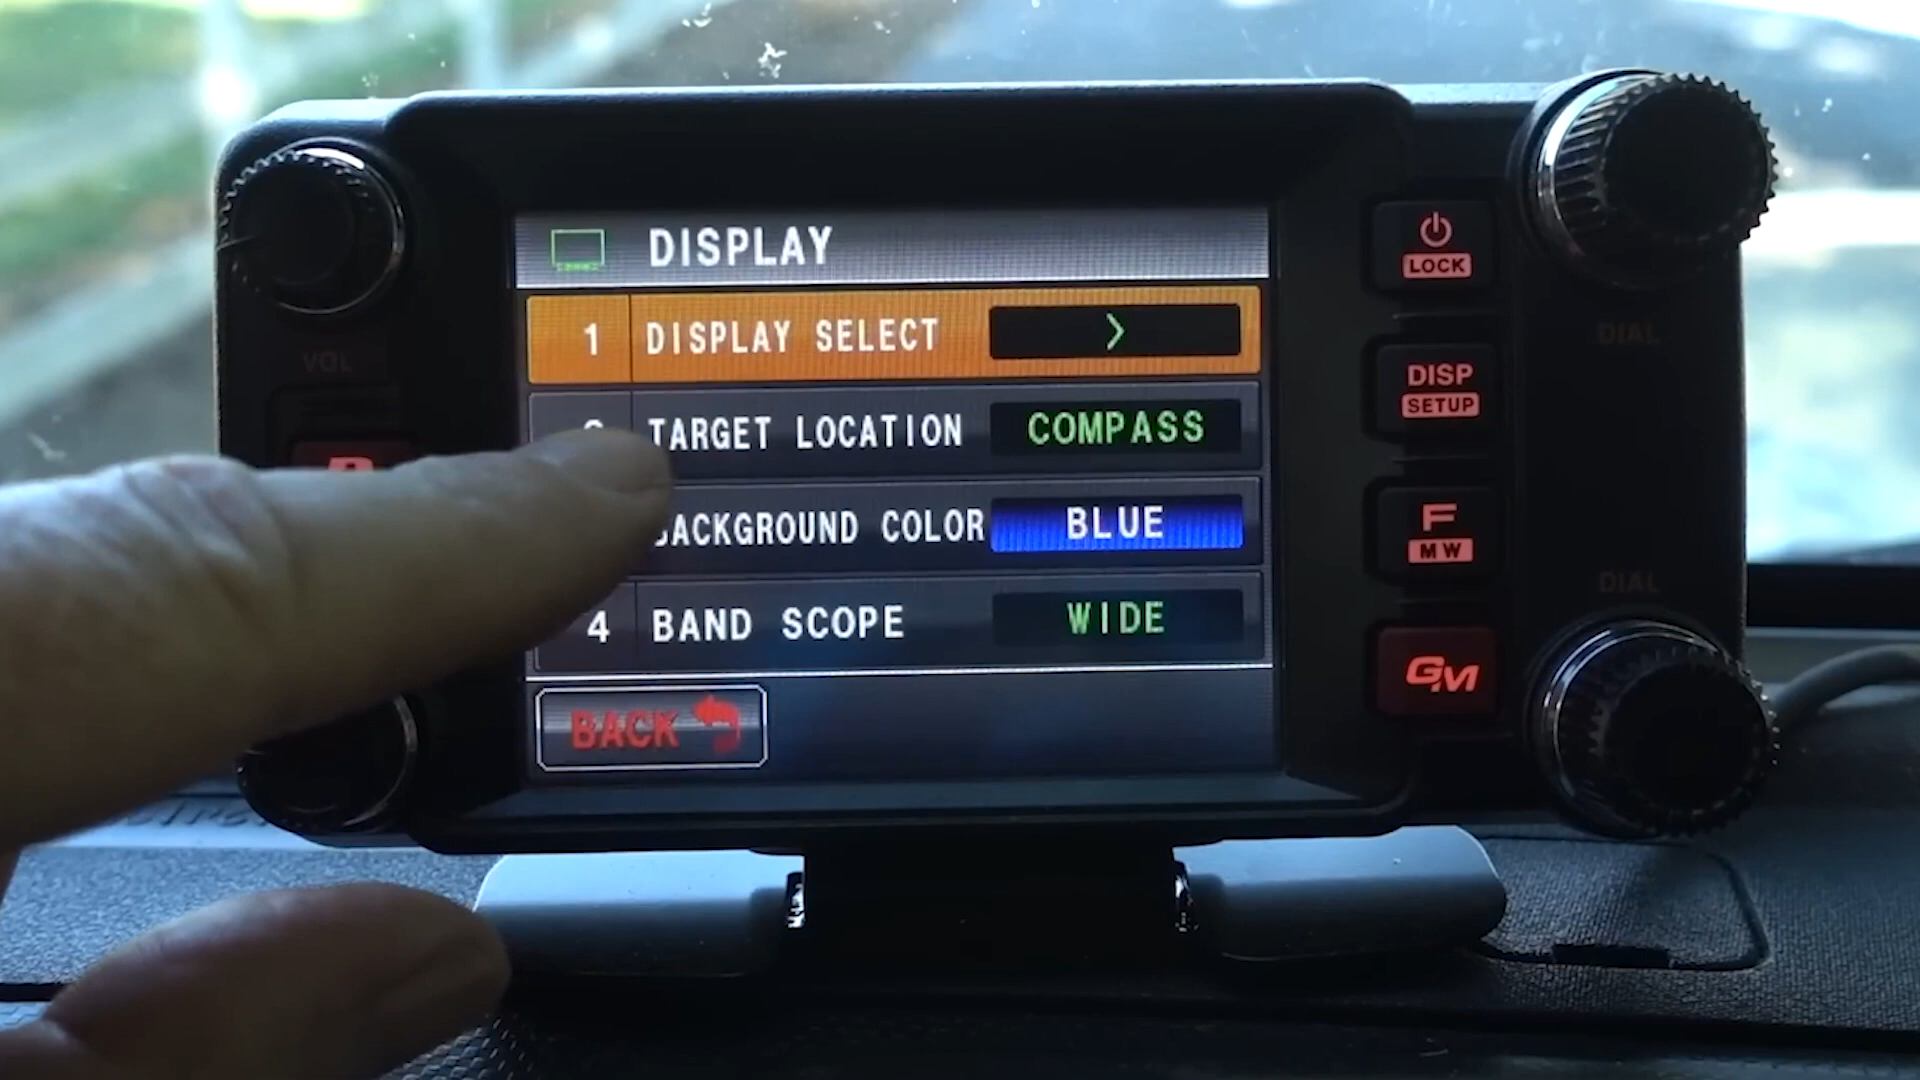 DISPLAY
1 DISPLAY SELECT >
TARGET LOCATION COMPASS
BACKGROUND COLOR BLUE
4 BAND SCOPE WIDE
BACK
VOL
LOCK
DISP
SETUP
F
MW
GM
DIAL
DIAL